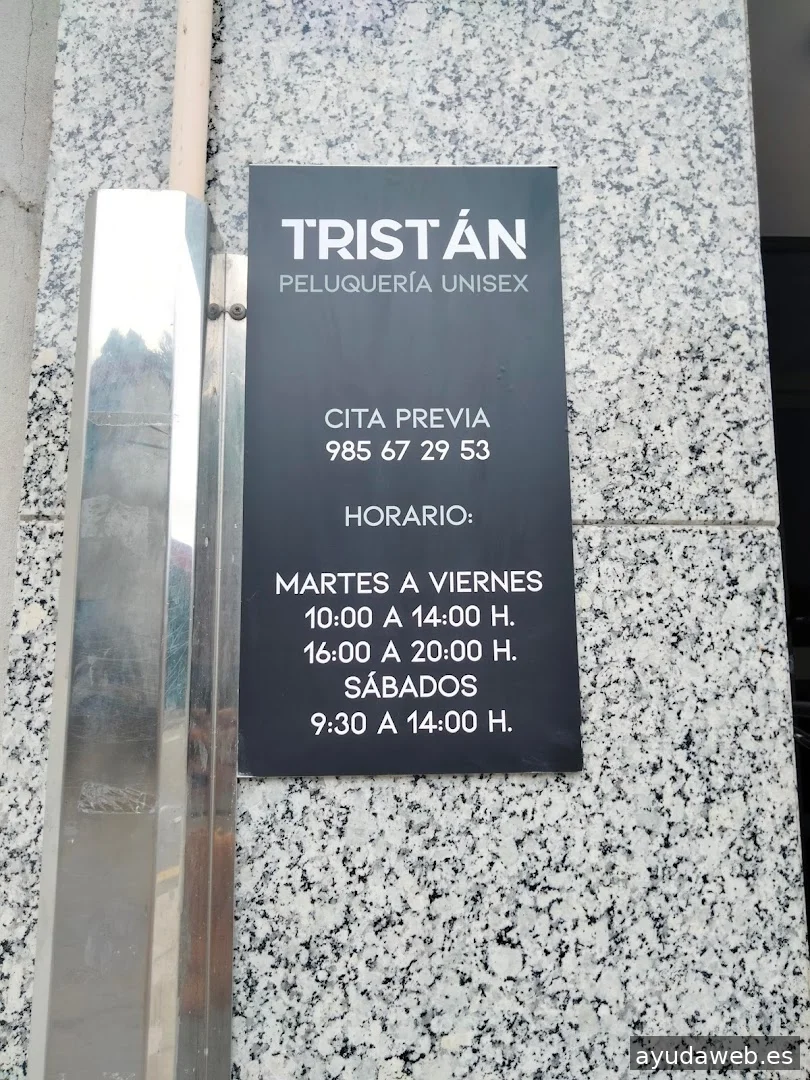 TRISTÁN
PELUQUERÍA UNISEX
CITA PREVIA
985 67 29 53
HORARIO:
MARTES A VIERNES
10:00 A 14:00 H.
16:00 A 20:00 H.
SÁBADOS
9:30 A 14:00 H.
ayudaweb.es